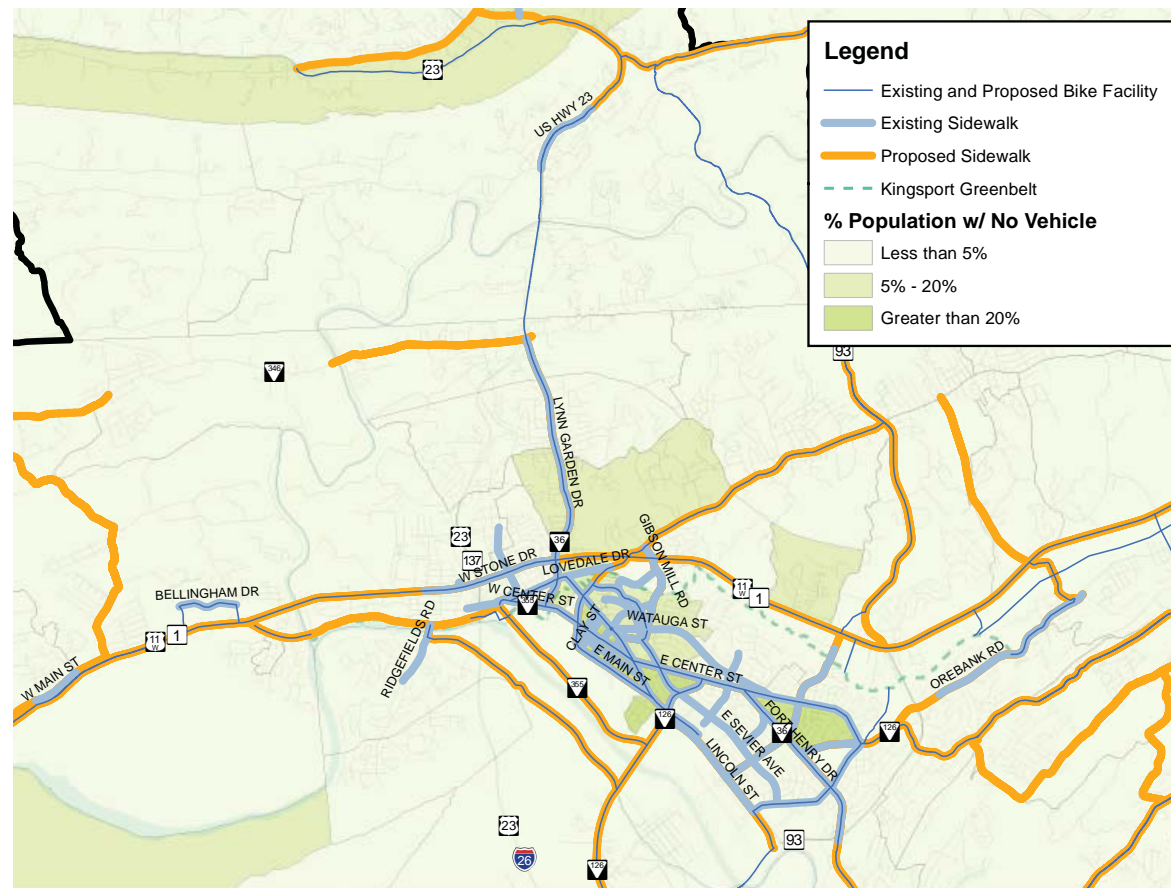 Legend
Existing and Proposed Bike Facility
Existing Sidewalk
Proposed Sidewalk
Kingsport Greenbelt
% Population w/ No Vehicle
Less than 5%
5% - 20%
Greater than 20%
23
US HWY 23
93
346
LYNN GARDEN DR
36
23
137
W STONE DR
LOVEDALE DR
GIBSON MILL RD
BELLINGHAM DR
W CENTER ST
11
W
1
WATAUGA ST
CLAY ST
11
W
1
RIDGEFIELDS RD
W MAIN ST
E MAIN ST
E CENTER ST
OREBANK RD
355
126
E SEVIER AVE
FORT HENRY DR
36
126
LINCOLN ST
23
26
93
126